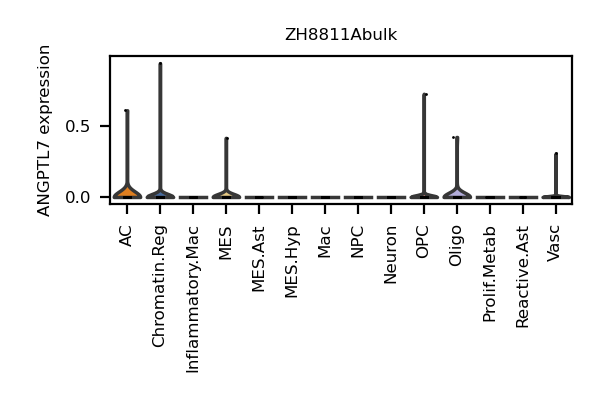 ZH8811Abulk
ANGPTL7 expression
0.5
0.0
AC
Chromatin.Reg
Inflammatory.Mac
MES
MES.Ast
MES.Hyp
Mac
NPC
Neuron
OPC
Oligo
Prolif.Metab
Reactive.Ast
Vasc